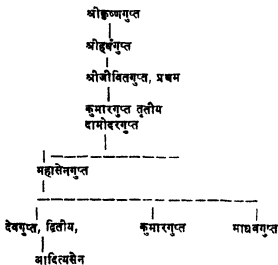 श्रीकृष्णगुप्त
श्रीहर्षगुप्त
श्रीजीवितगुप्त, प्रथम
कुमारगुप्त तृतीय
दामोदरगुप्त
महासेनगुप्त
देवगुप्त, द्वितीय, कुमारगुप्त माधवगुप्त
आदित्यसेन